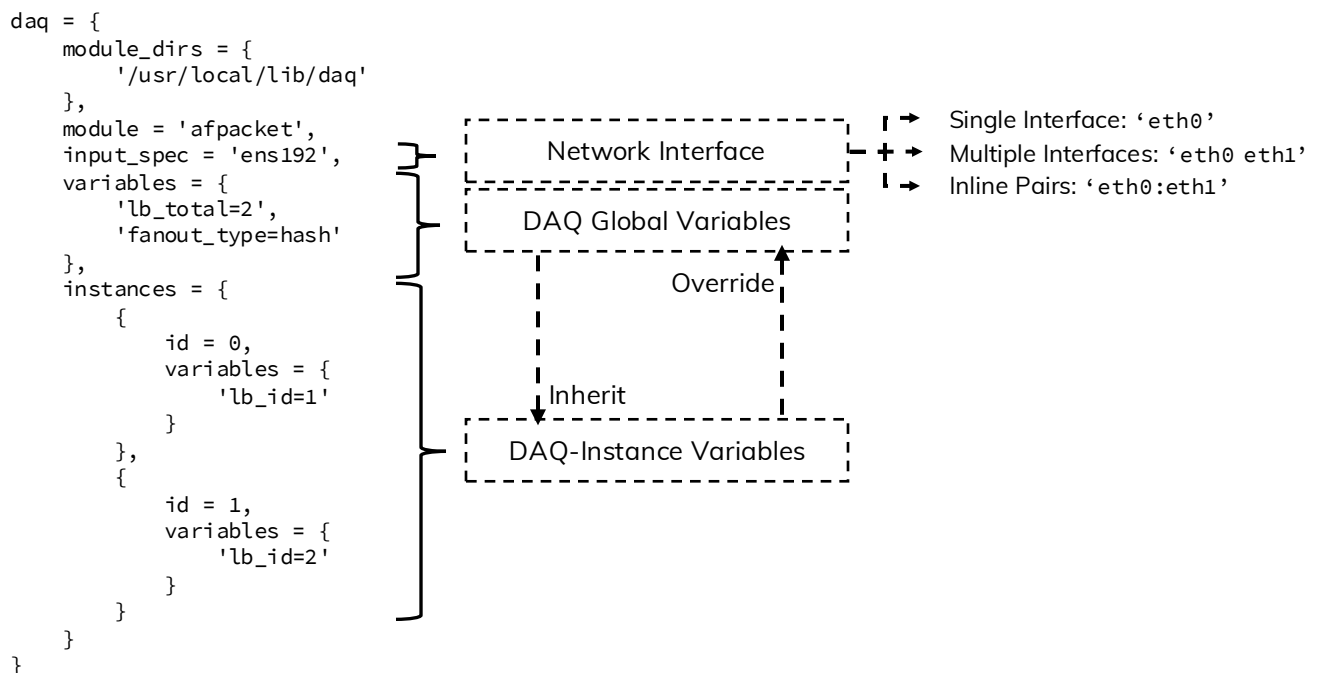 daq = {
module_dirs = {
'/usr/local/lib/daq'
},
module = 'afpacket',
input_spec = 'ens192',
variables = {
'lb_total=2',
'fanout_type=hash'
},
instances = {
{
id = 0,
variables = {
'lb_id=1'
}
},
{
id = 1,
variables = {
'lb_id=2'
}
}
}
}
Network Interface
DAQ Global Variables
Override
Inherit
DAQ-Instance Variables
Single Interface: ‘eth0’
Multiple Interfaces: ‘eth0 eth1’
Inline Pairs: ‘eth0:eth1’